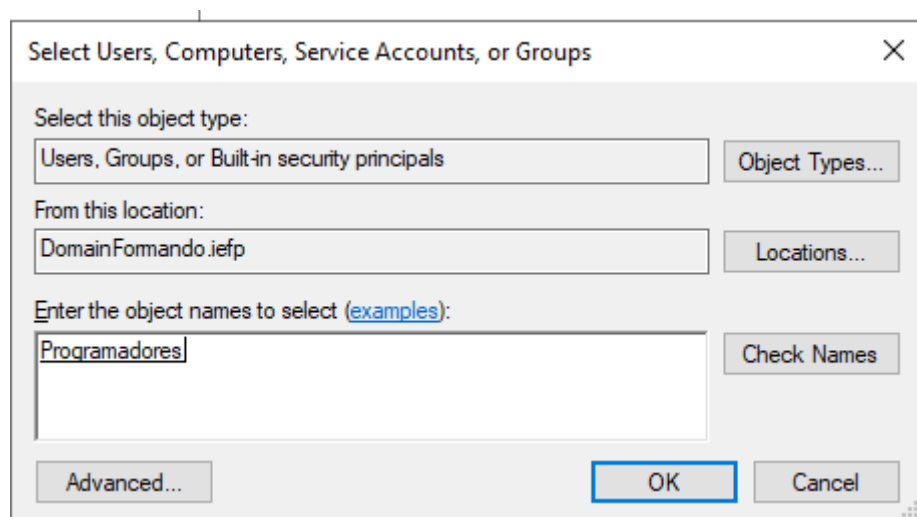 Select Users, Computers, Service Accounts, or Groups
Select this object type:
Users, Groups, or Built-in security principals
Object Types...
From this location:
DomainFormando.iefp
Locations...
Enter the object names to select (examples):
Programadores
Check Names
Advanced...
OK
Cancel